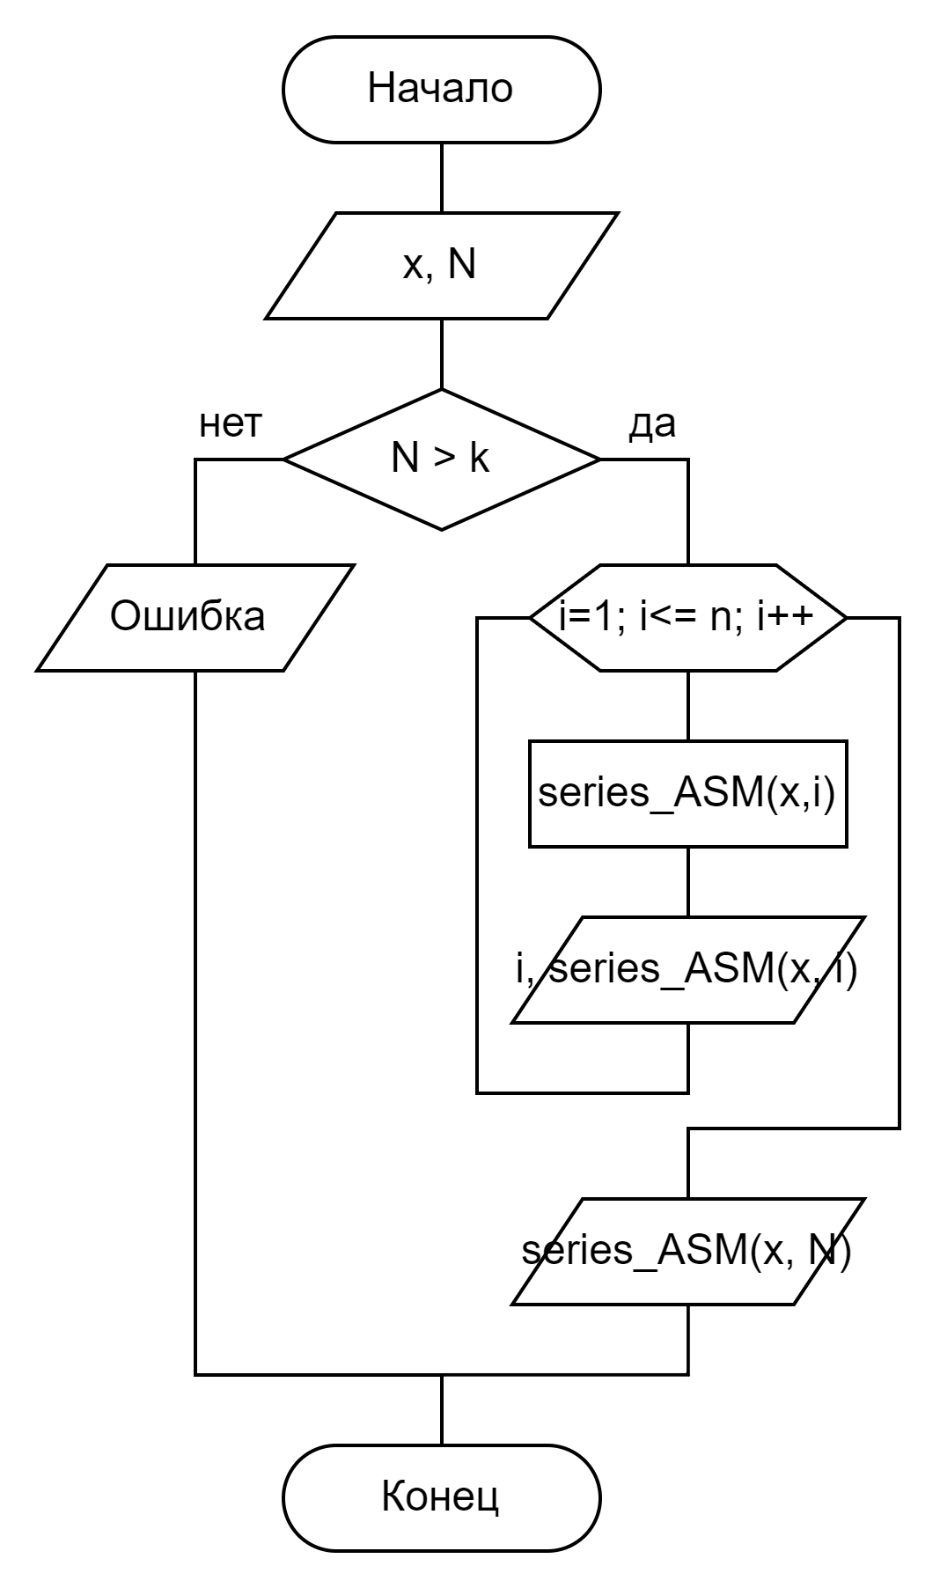 Начало
x, N
нет
да
N > k
Ошибка
i=1; i<= n; i++
series_ASM(x,i)
i, series_ASM(x, i)
series_ASM(x, N)
Конец